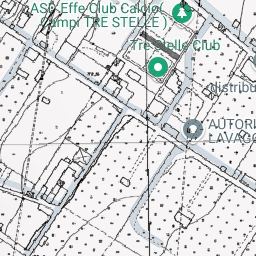 ASD Effe Club Calcio(
Campi TRE STELLE )
Tre Stelle Club
(distribu
AUTORI
LAVAGG